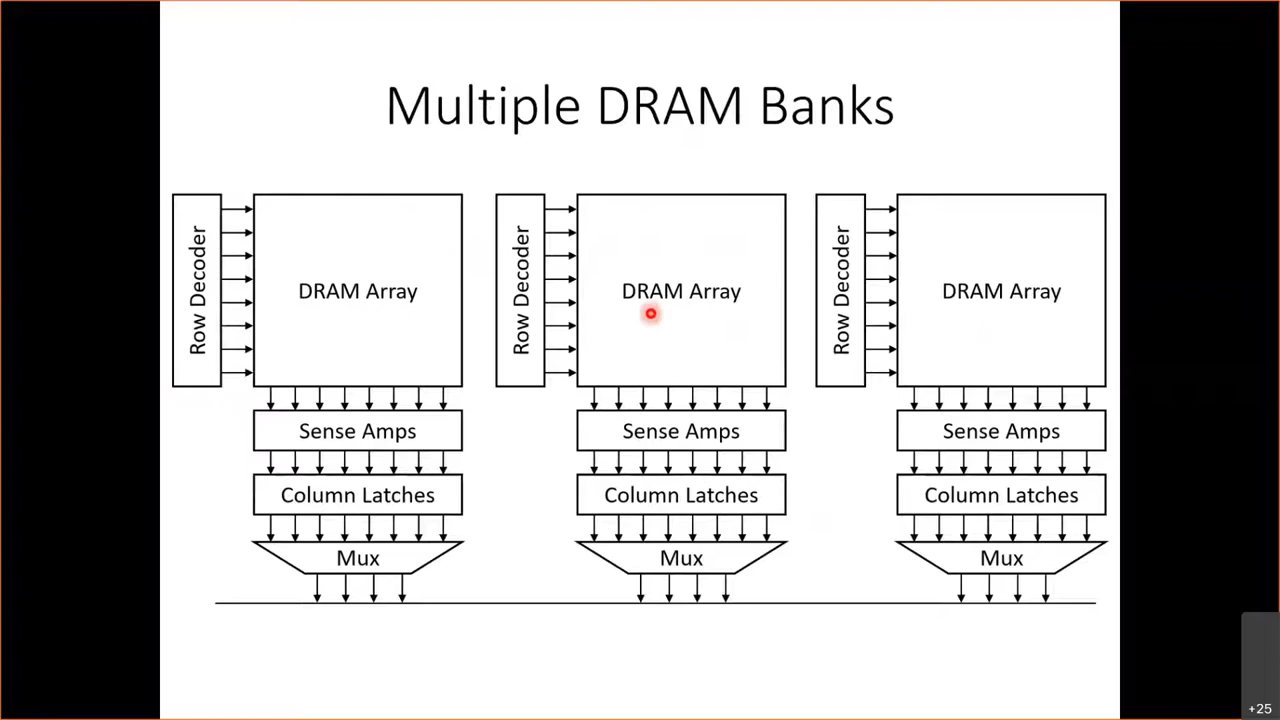 Multiple DRAM Banks
Row Decoder
DRAM Array
Sense Amps
Column Latches
Mux
Row Decoder
DRAM Array
Sense Amps
Column Latches
Mux
Row Decoder
DRAM Array
Sense Amps
Column Latches
Mux
+25